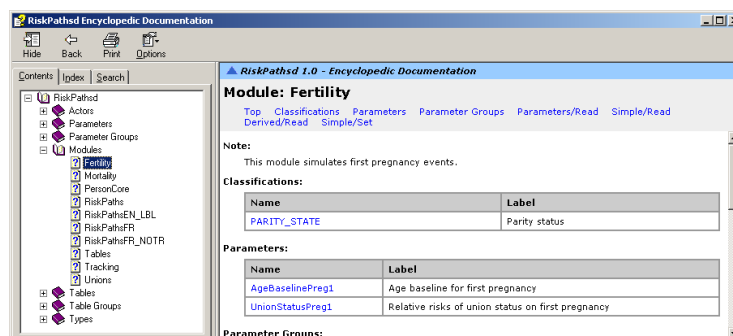 RiskPathsd Encyclopedic Documentation
Hide Back Print Options
Contents Index Search
RiskPathsd
Actors
Parameters
Parameter Groups
Modules
Fertility
Mortality
PersonCore
RiskPaths
RiskPathsEN_LBL
RiskPathsFR
RiskPathsFR_NOTR
Tables
Tracking
Unions
Tables
Table Groups
Types
RiskPathsd 1.0 - Encyclopedic Documentation
Module: Fertility
Top Classifications Parameters Parameter Groups Parameters/Read Simple/Read
Derived/Read Simple/Set
Note:
This module simulates first pregnancy events.
Classifications:
Name Label
PARITY_STATE Parity status
Parameters:
Name Label
AgeBaselinePreg1 Age baseline for first pregnancy
UnionStatusPreg1 Relative risks of union status on first pregnancy
Parameter Groups: